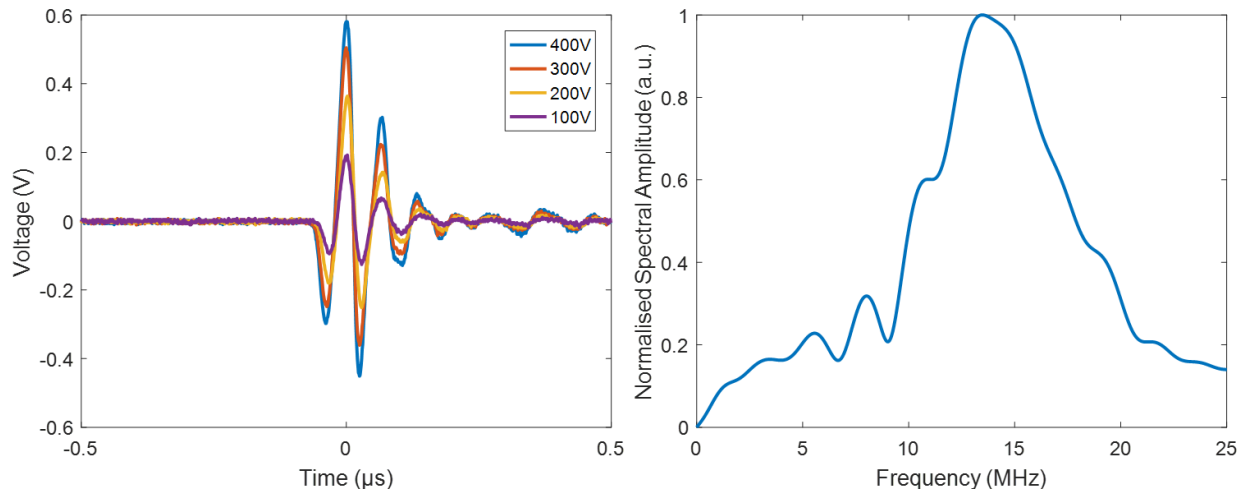 0.6
0.4
0.2
0
-0.2
-0.4
-0.6
Voltage (V)
-0.5
0
0.5
Time (µs)
400V
300V
200V
100V
1
0.8
0.6
0.4
0.2
0
Normalised Spectral Amplitude (a.u.)
0
5
10
15
20
25
Frequency (MHz)